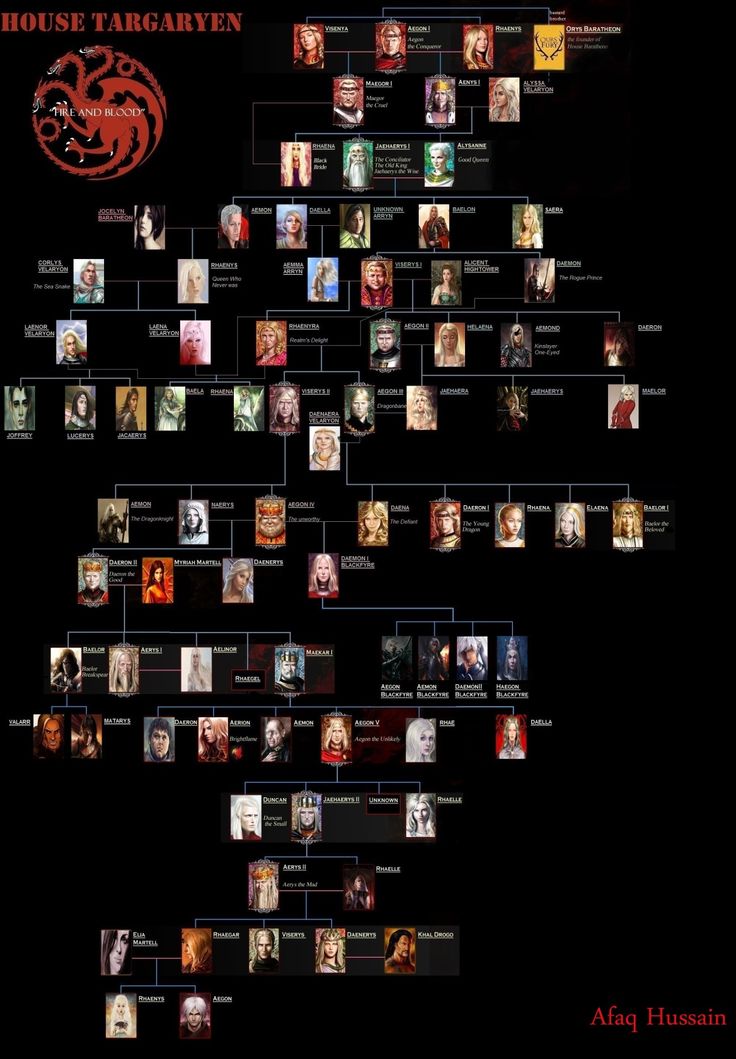 HOUSE TARGARYEN
"FIRE AND BLOOD"
bastard
brother
VISENYA
AEGON I
Aegon
the Conqueror
RHAENYS
OURS
IS THE
FURY
ORYS BARATHEON
the founder of
House Baratheon
MAEGOR I
Maegor
the Cruel
AENYS I
ALYSSA
VELARYON
RHAENA
Black
Bride
JAEHAERYS I
The Conciliator
The Old King
Jaehaerys the Wise
ALYSANNE
Good Queen
JOCELYN
BARATHEON
AEMON
DAELLA
UNKNOWN
ARRYN
BAELON
SAERA
CORLYS
VELARYON
The Sea Snake
RHAENYS
Queen Who
Never was
AEMMA
ARRYN
VISERYS I
ALICENT
HIGHTOWER
DAEMON
The Rogue Prince
LAENOR
VELARYON
LAENA
VELARYON
RHAENYRA
Realm's Delight
AEGON II
HELAENA
AEMOND
Kinslayer
One-Eyed
DAERON
JOFFREY
LUCERYS
JACAERYS
BAELA
RHAENA
VISERYS II
DAENAERA
VELARYON
AEGON III
Dragonbane
JAEHAERA
JAEHAERYS
MAELOR
AEMON
The Dragonknight
NAERYS
AEGON IV
The unworthy
DAENA
The Defiant
DAERON I
The Young
Dragon
RHAENA
ELAENA
BAELOR I
Baelor the
Beloved
DAERON II
Daeron the
Good
MYRIAH MARTELL
DAENERYS
DAEMON I
BLACKFYRE
BAELOR
Baelor
Breakspear
AERYS I
AELINOR
RHAEGEL
MAEKAR I
AEGON
BLACKFYRE
AEMON
BLACKFYRE
DAEMON II
BLACKFYRE
HAEGON
BLACKFYRE
VALARR
MATARYS
DAERON
AERION
Brightflame
AEMON
AEGON V
Aegon the Unlikely
RHAE
DAELLA
DUNCAN
Duncan
the Small
JAEHAERYS II
UNKNOWN
RHAELLE
AERYS II
Aerys the Mad
RHAELLE
ELIA
MARTELL
RHAEGAR
VISERYS
DAENERYS
KHAL DROGO
RHAENYS
AEGON
Afaq Hussain